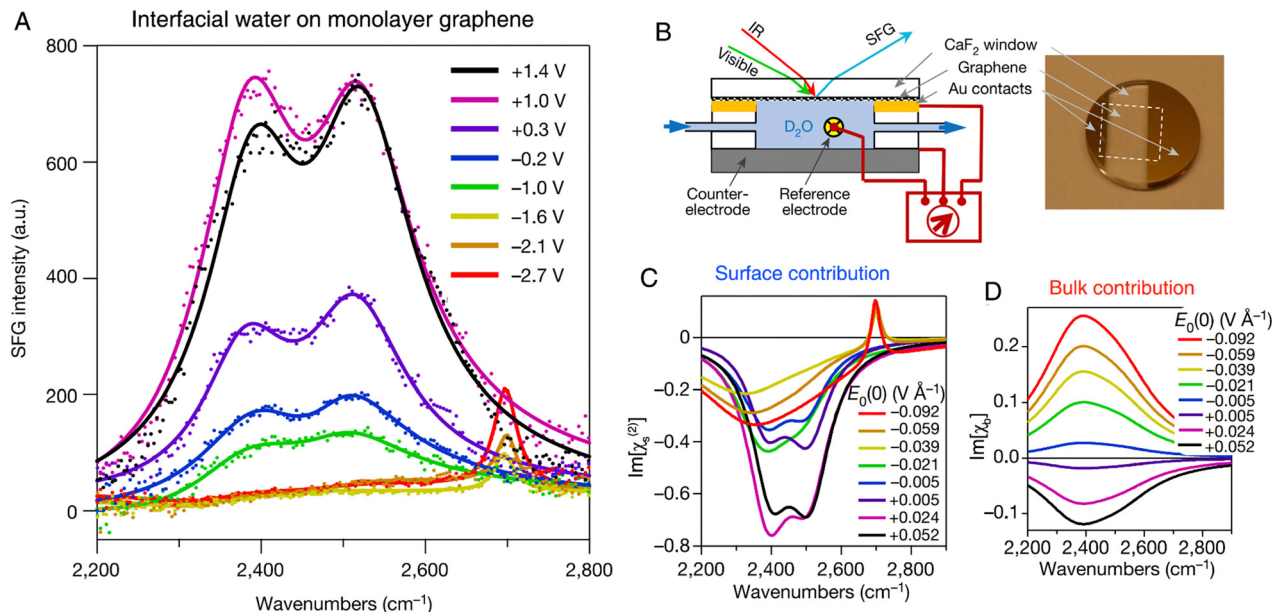 A
Interfacial water on monolayer graphene
SFG intensity (a.u.)
800
600
400
200
0
+1.4 V
+1.0 V
+0.3 V
−0.2 V
−1.0 V
−1.6 V
−2.1 V
−2.7 V
2,200
2,400
2,600
2,800
Wavenumbers (cm⁻¹)
B
IR
Visible
SFG
CaF₂ window
Graphene
Au contacts
D₂O
Counter-
electrode
Reference
electrode
Surface contribution
C
Im[χₛ⁽²⁾]
0
−0.2
−0.4
−0.6
−0.8
E₀(0) (V Å⁻¹)
−0.092
−0.059
−0.039
−0.021
−0.005
+0.005
+0.024
+0.052
2,200
2,400
2,600
2,800
Wavenumbers (cm⁻¹)
Bulk contribution
D
Im[χb]
0.2
0.1
0.0
−0.1
E₀(0) (V Å⁻¹)
−0.092
−0.059
−0.039
−0.021
−0.005
+0.005
+0.024
+0.052
2,200
2,400
2,600
2,800
Wavenumbers (cm⁻¹)